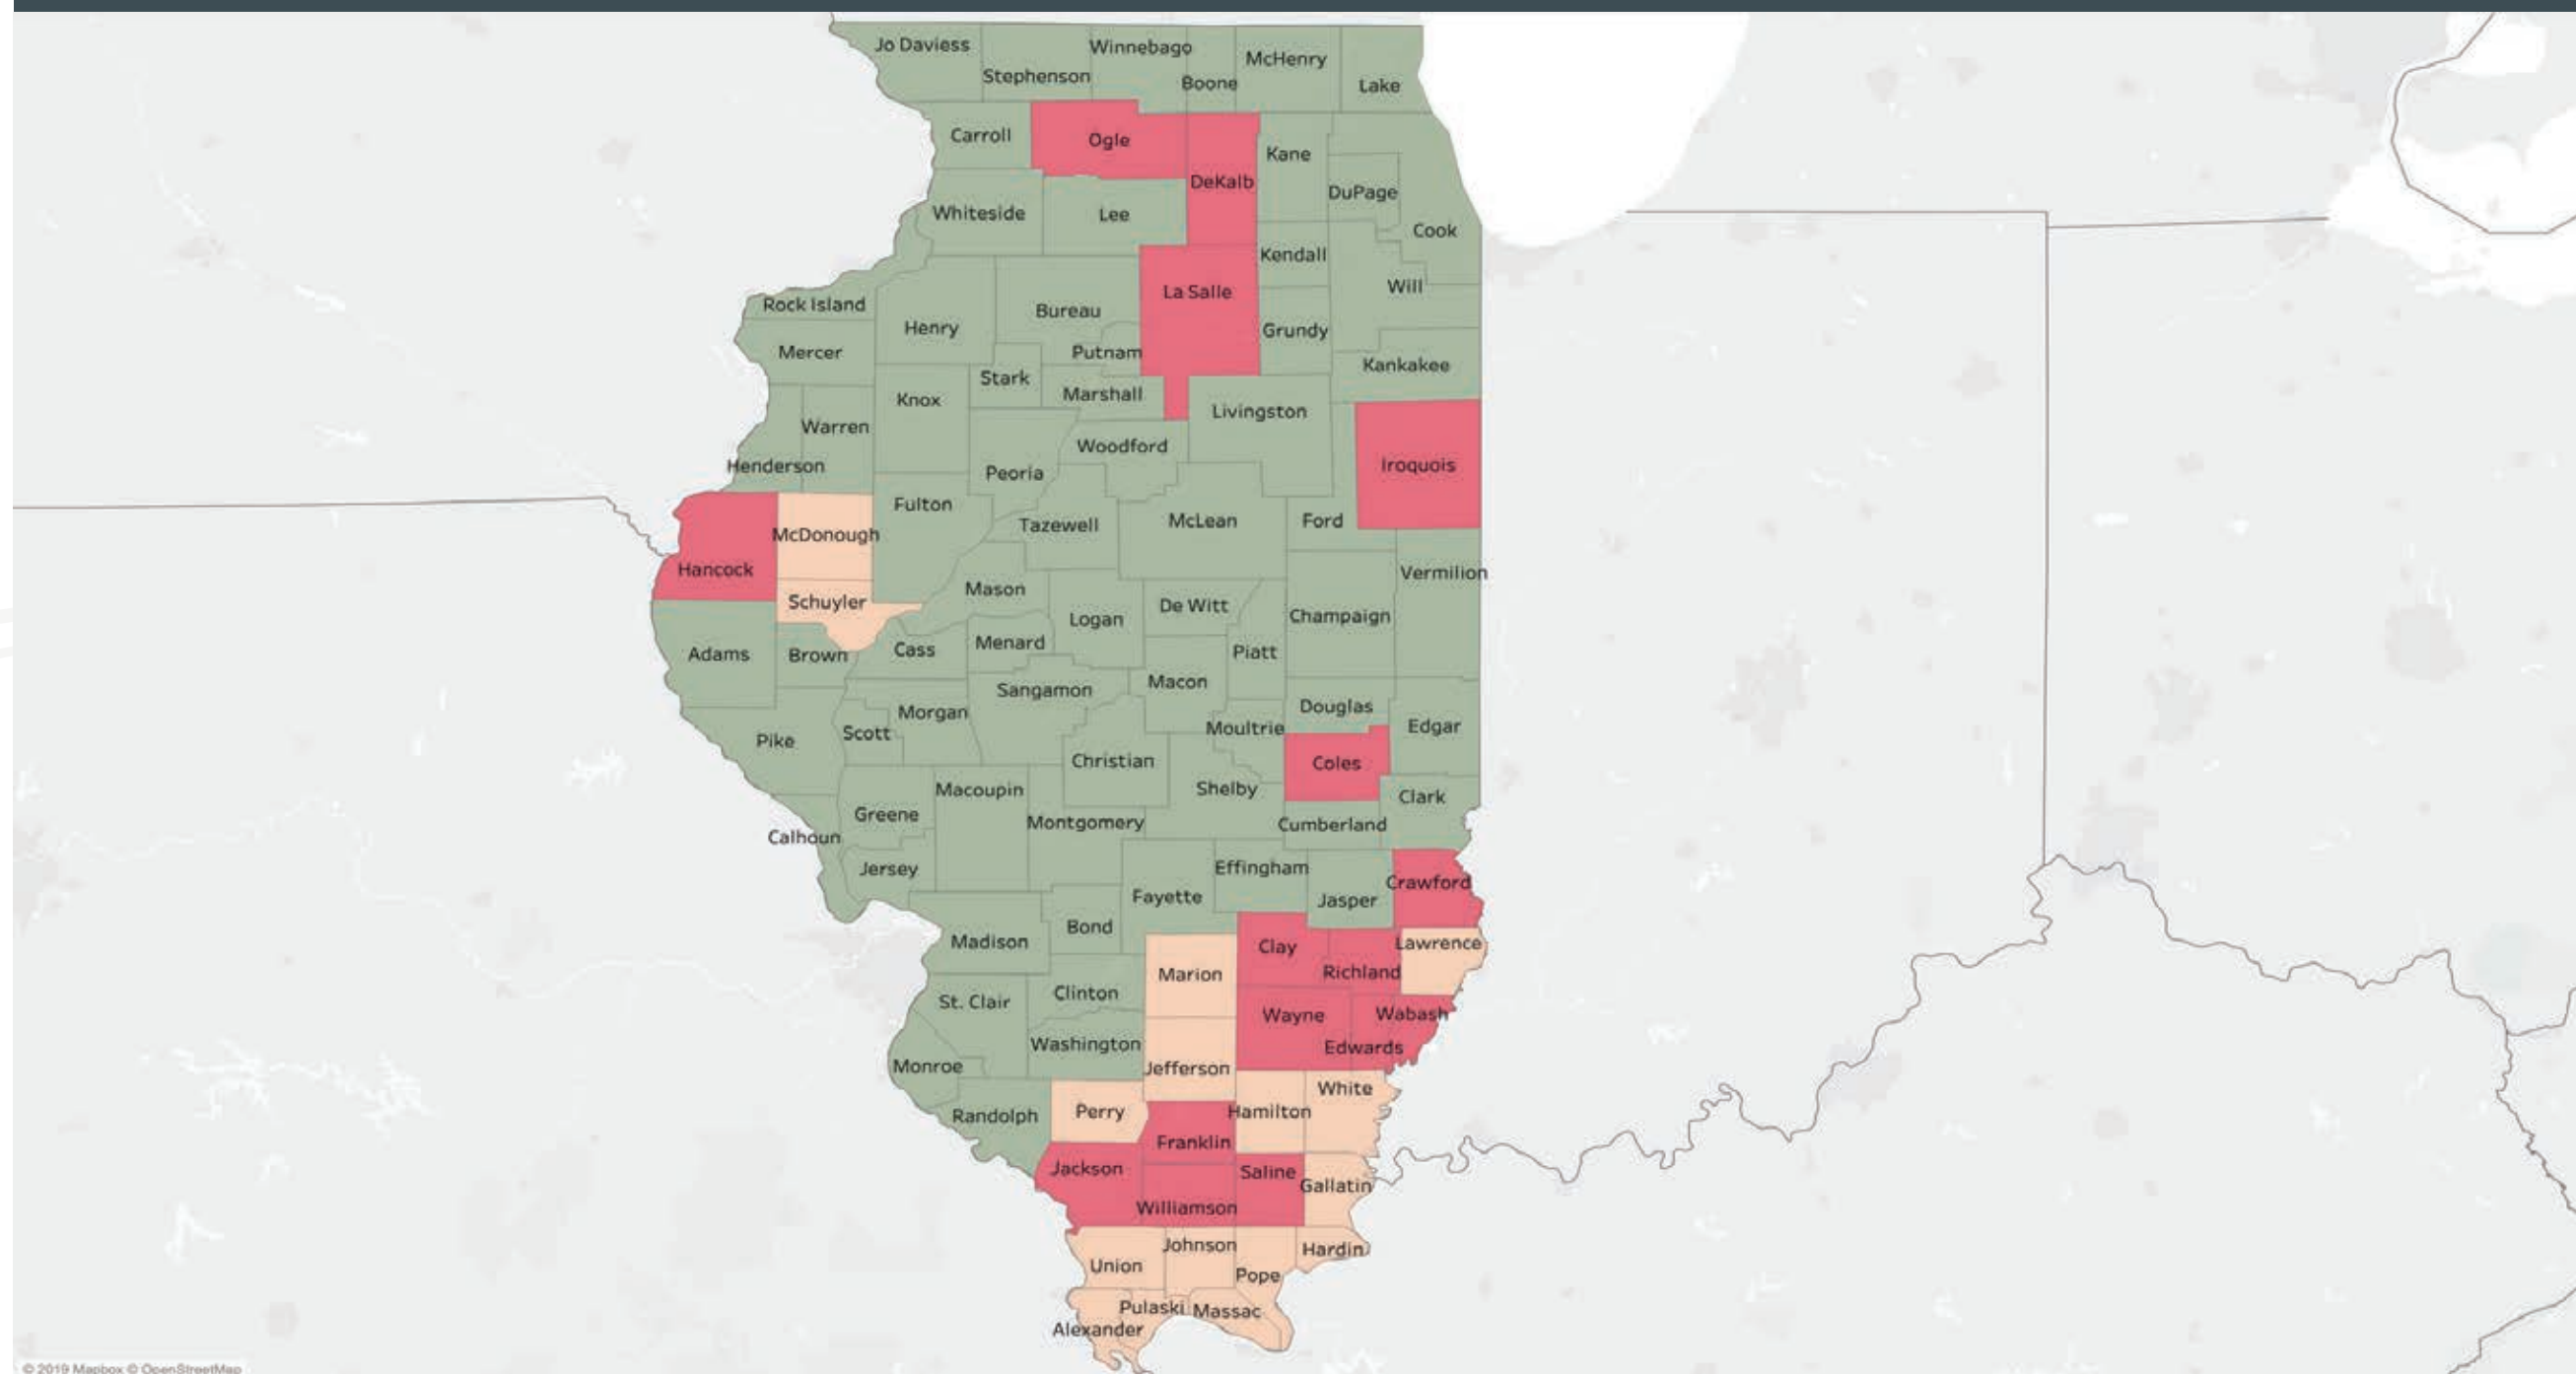 Jo Daviess
Stephenson
Winnebago
Boone
McHenry
Lake
Carroll
Ogle
DeKalb
Kane
DuPage
Cook
Whiteside
Lee
Kendall
Will
La Salle
Rock Island
Henry
Bureau
Putnam
Grundy
Mercer
Kankakee
Stark
Marshall
Knox
Livingston
Warren
Woodford
Henderson
Peoria
Iroquois
Fulton
McDonough
Tazewell
McLean
Ford
Hancock
Vermilion
Schuyler
Mason
Logan
De Witt
Champaign
Adams
Brown
Cass
Menard
Piatt
Sangamon
Macon
Morgan
Scott
Pike
Douglas
Moultrie
Edgar
Christian
Coles
Shelby
Clark
Macoupin
Greene
Montgomery
Cumberland
Calhoun
Jersey
Effingham
Crawford
Fayette
Jasper
Bond
Madison
Clay
Lawrence
Marion
Richland
Clinton
St. Clair
Wayne
Wabash
Washington
Edwards
Monroe
Jefferson
White
Randolph
Perry
Hamilton
Franklin
Jackson
Saline
Gallatin
Williamson
Johnson
Hardin
Union
Pope
Pulaski
Massac
Alexander
© 2019 Mapbox © OpenStreetMap